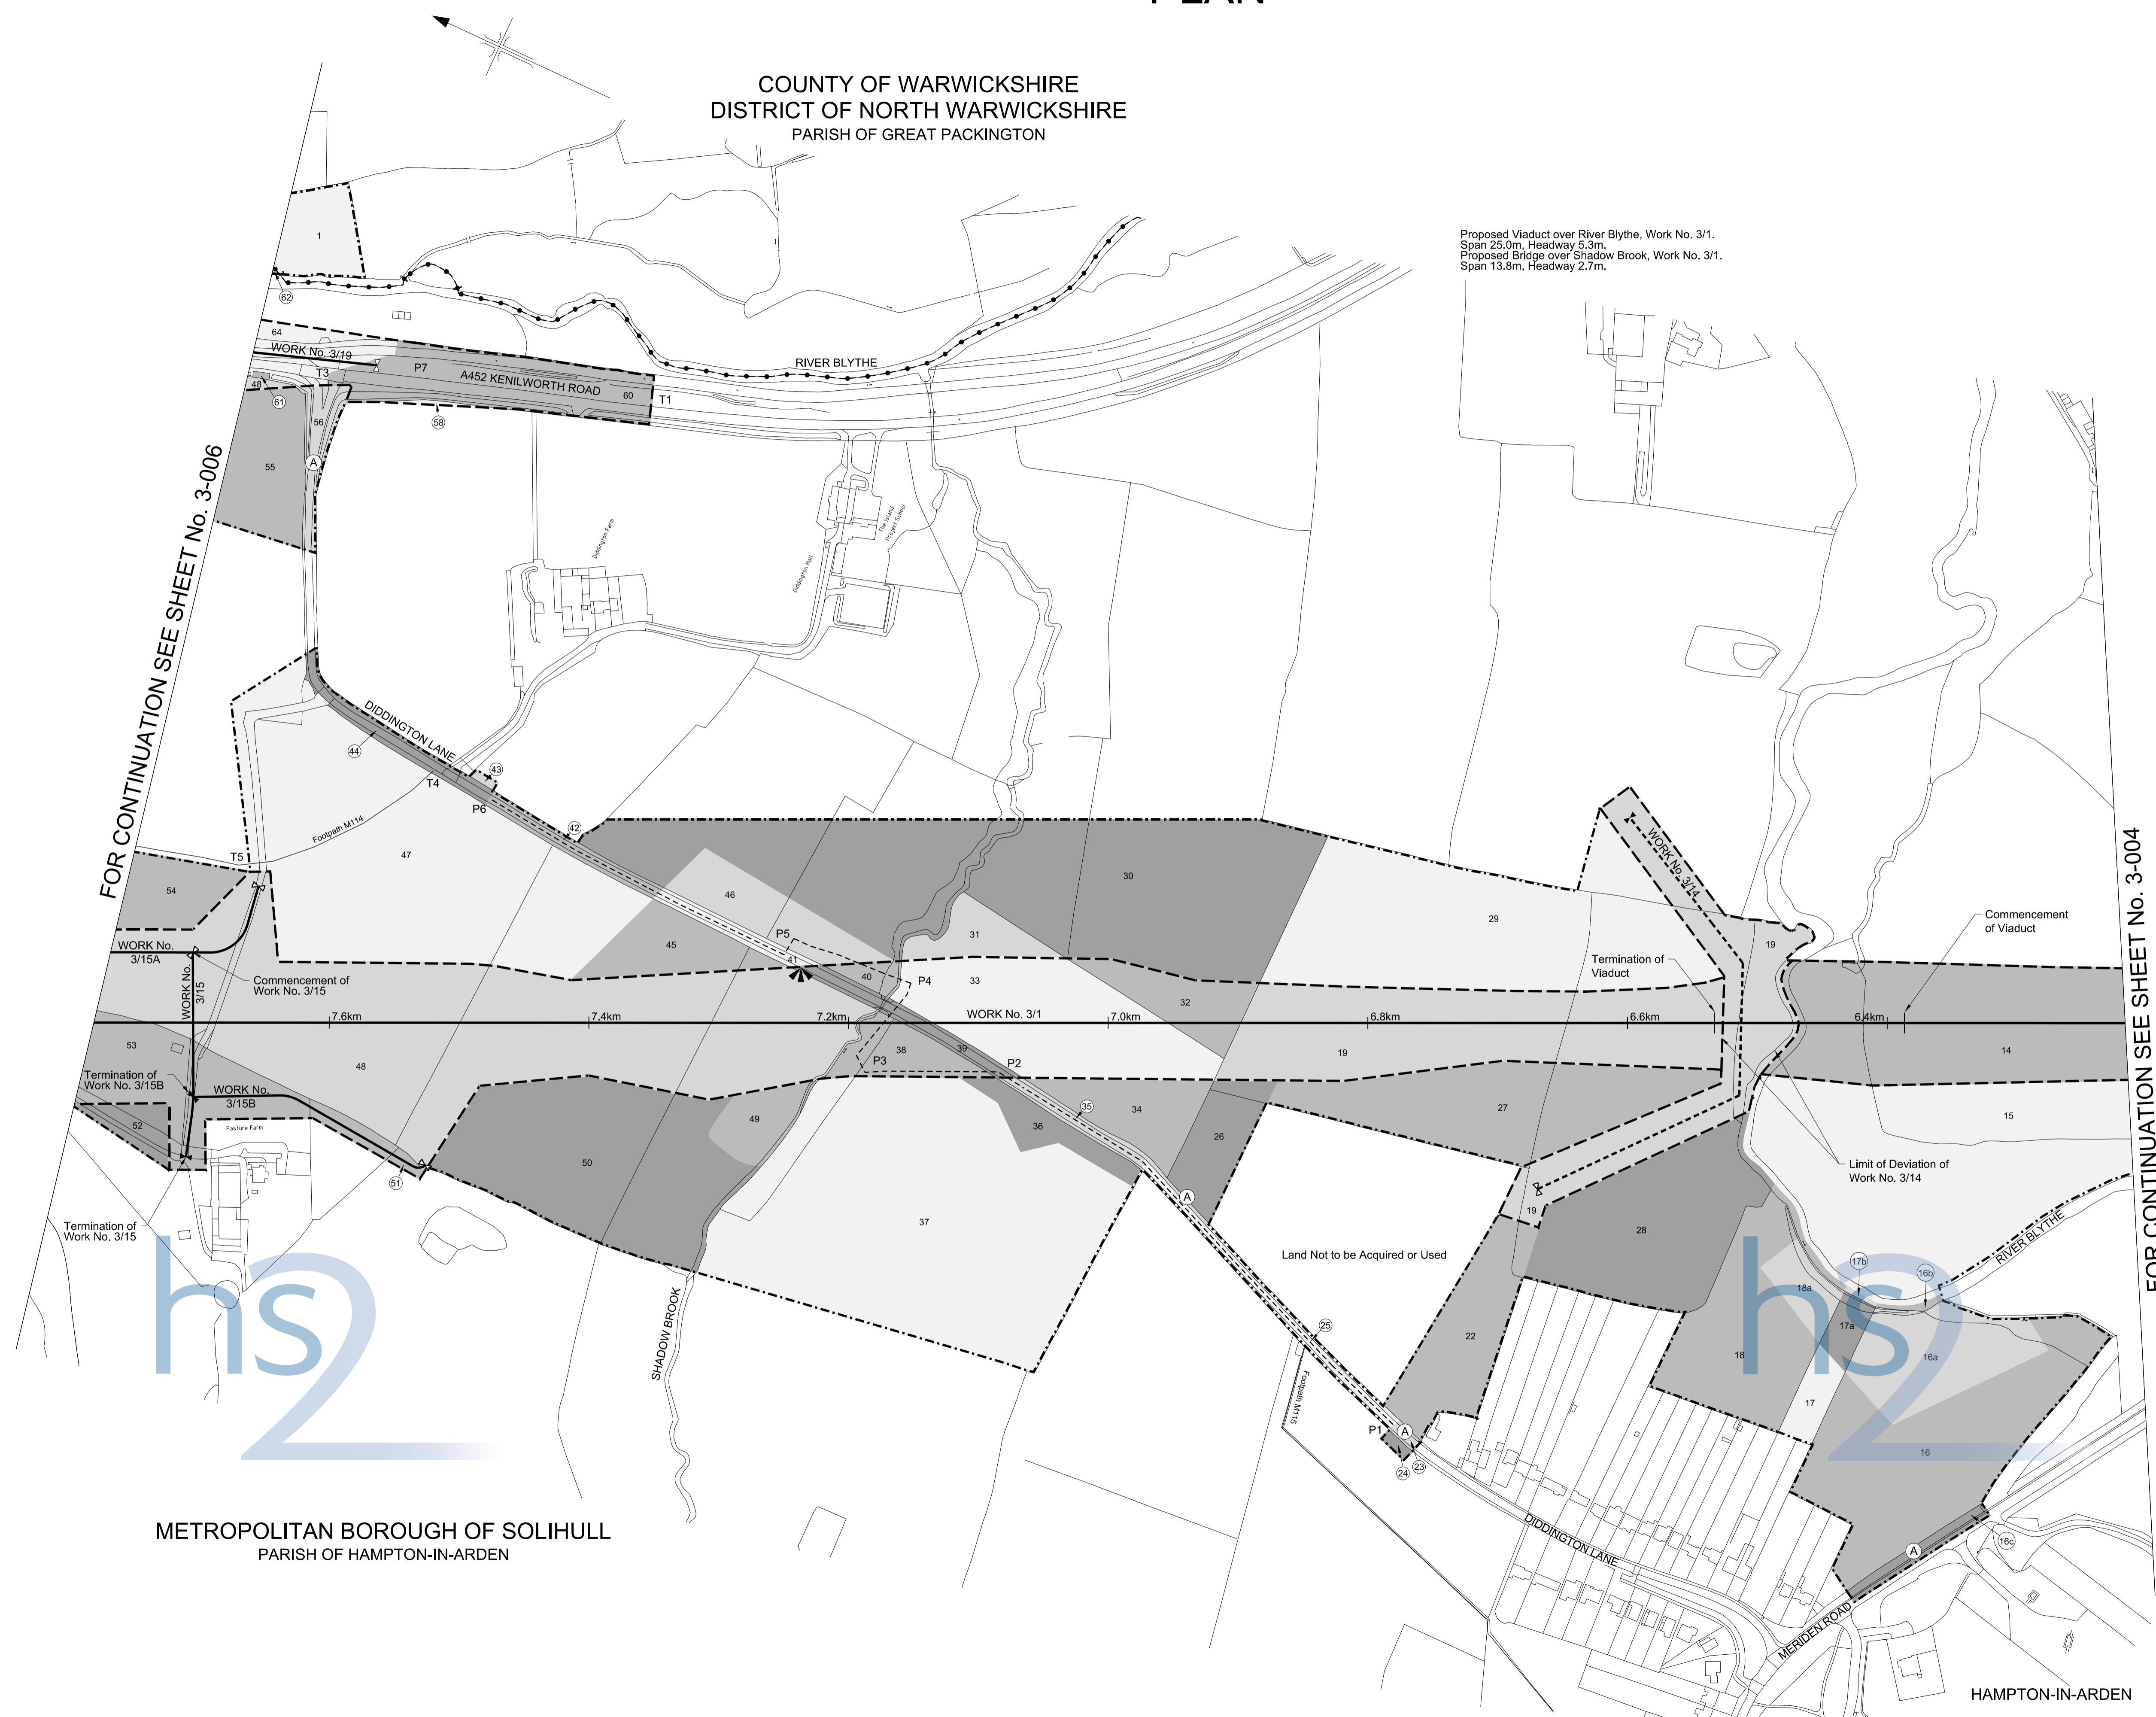 PLAN
COUNTY OF WARWICKSHIRE
DISTRICT OF NORTH WARWICKSHIRE
PARISH OF GREAT PACKINGTON
Proposed Viaduct over River Blythe, Work No. 3/1.
Span 25.0m, Headway 5.3m.
Proposed Bridge over Shadow Brook, Work No. 3/1.
Span 13.8m, Headway 2.7m.
1
62
64
WORK No. 3/19
T3
P7
A452 KENILWORTH ROAD
60
T1
RIVER BLYTHE
48
61
56
58
A
55
FOR CONTINUATION SEE SHEET No. 3-006
Diddington Farm
Diddington Hall
The Island
Project School
DIDDINGTON LANE
44
43
T4
P6
42
Footpath M114
T5
47
54
46
30
29
WORK No. 3/14
19
Commencement
of Viaduct
FOR CONTINUATION SEE SHEET No. 3-004
WORK No.
3/15A
45
P5
41
31
40
P4
33
32
Termination of
Viaduct
Commencement of
Work No. 3/15
WORK No.
3/15
7.6km
7.4km
7.2km
WORK No. 3/1
7.0km
6.8km
6.6km
6.4km
53
48
38
39
P3
P2
19
14
Termination of
Work No. 3/15B
WORK No.
3/15B
52
Pasture Farm
49
35
34
36
26
27
15
50
51
A
Limit of Deviation of
Work No. 3/14
37
19
28
Termination of
Work No. 3/15
hs2
Land Not to be Acquired or Used
RIVER BLYTHE
17b
16b
18a
hs2
SHADOW BROOK
25
22
17a
18
16a
Footpath M115
17
P1
A
23
24
16
METROPOLITAN BOROUGH OF SOLIHULL
PARISH OF HAMPTON-IN-ARDEN
DIDDINGTON LANE
A
16c
MERIDEN ROAD
HAMPTON-IN-ARDEN